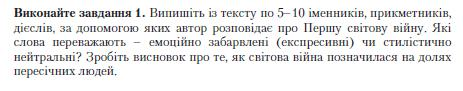 Виконайте завдання 1. Випишіть із тексту по 5–10 іменників, прикметників,
дієслів, за допомогою яких автор розповідає про Першу світову війну. Які
слова переважають – емоційно забарвлені (експресивні) чи стилістично
нейтральні? Зробіть висновок про те, як світова війна позначилася на долях
пересічних людей.